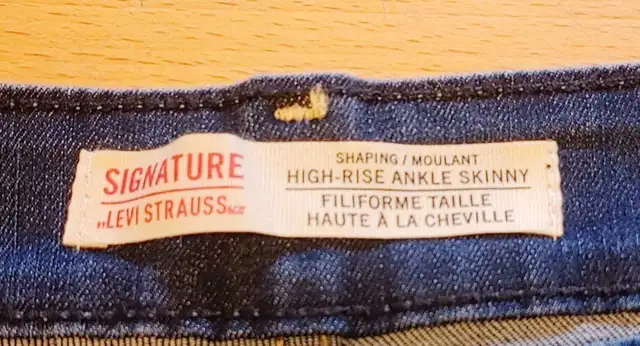 SIGNATURE
BY LEVI STRAUSS & CO.
SHAPING / MOULANT
HIGH-RISE ANKLE SKINNY
FILIFORME TAILLE
HAUTE À LA CHEVILLE